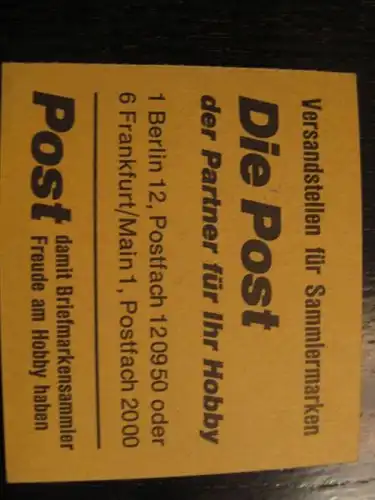 Versandstellen für Sammlermarken
Die Post
der Partner für Ihr Hobby
1 Berlin 12, Postfach 120950 oder
6 Frankfurt/Main 1, Postfach 2000
Post
damit Briefmarkensammler
Freude am Hobby haben